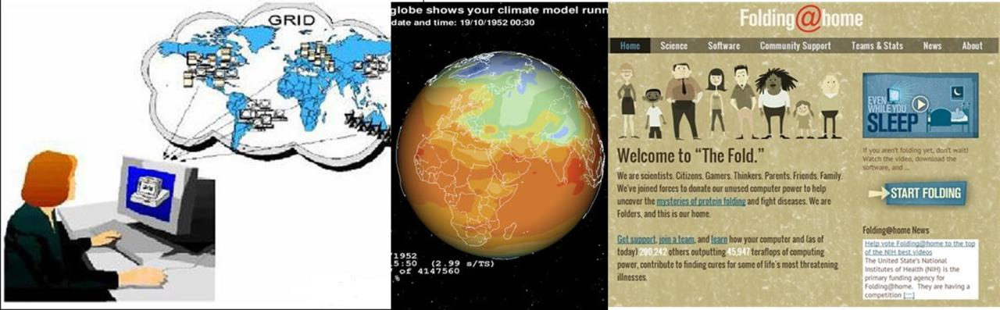 GRID
globe shows your climate model runn
date and time: 19/10/1952 00:30
/1952
5:50 (2.99 s/TS)
of 4147560
Folding@home
Home Science Software Community Support Teams & Stats News About
EVEN
WHILE YOU
SLEEP
Welcome to “The Fold.”
We are scientists. Citizens. Gamers. Thinkers. Parents. Friends. Family.
We've joined forces to donate our unused computer power to help
uncover the mysteries of protein folding and fight diseases. We are
Folders, and this is our home.
Get support, join a team, and learn how your computer and (as of
today) 290,242 others outputting 45,947 teraflops of computing
power, contribute to finding cures for some of life's most threatening
illnesses.
If you aren't folding yet, don't wait!
Watch the video, download the
software, and ...
START FOLDING
Folding@home News
Help vote Folding@home to the top
of the NIH best videos
The United State's National
Institutes of Health (NIH) is the
primary funding agency for
Folding@home. They are having a
competition [...]